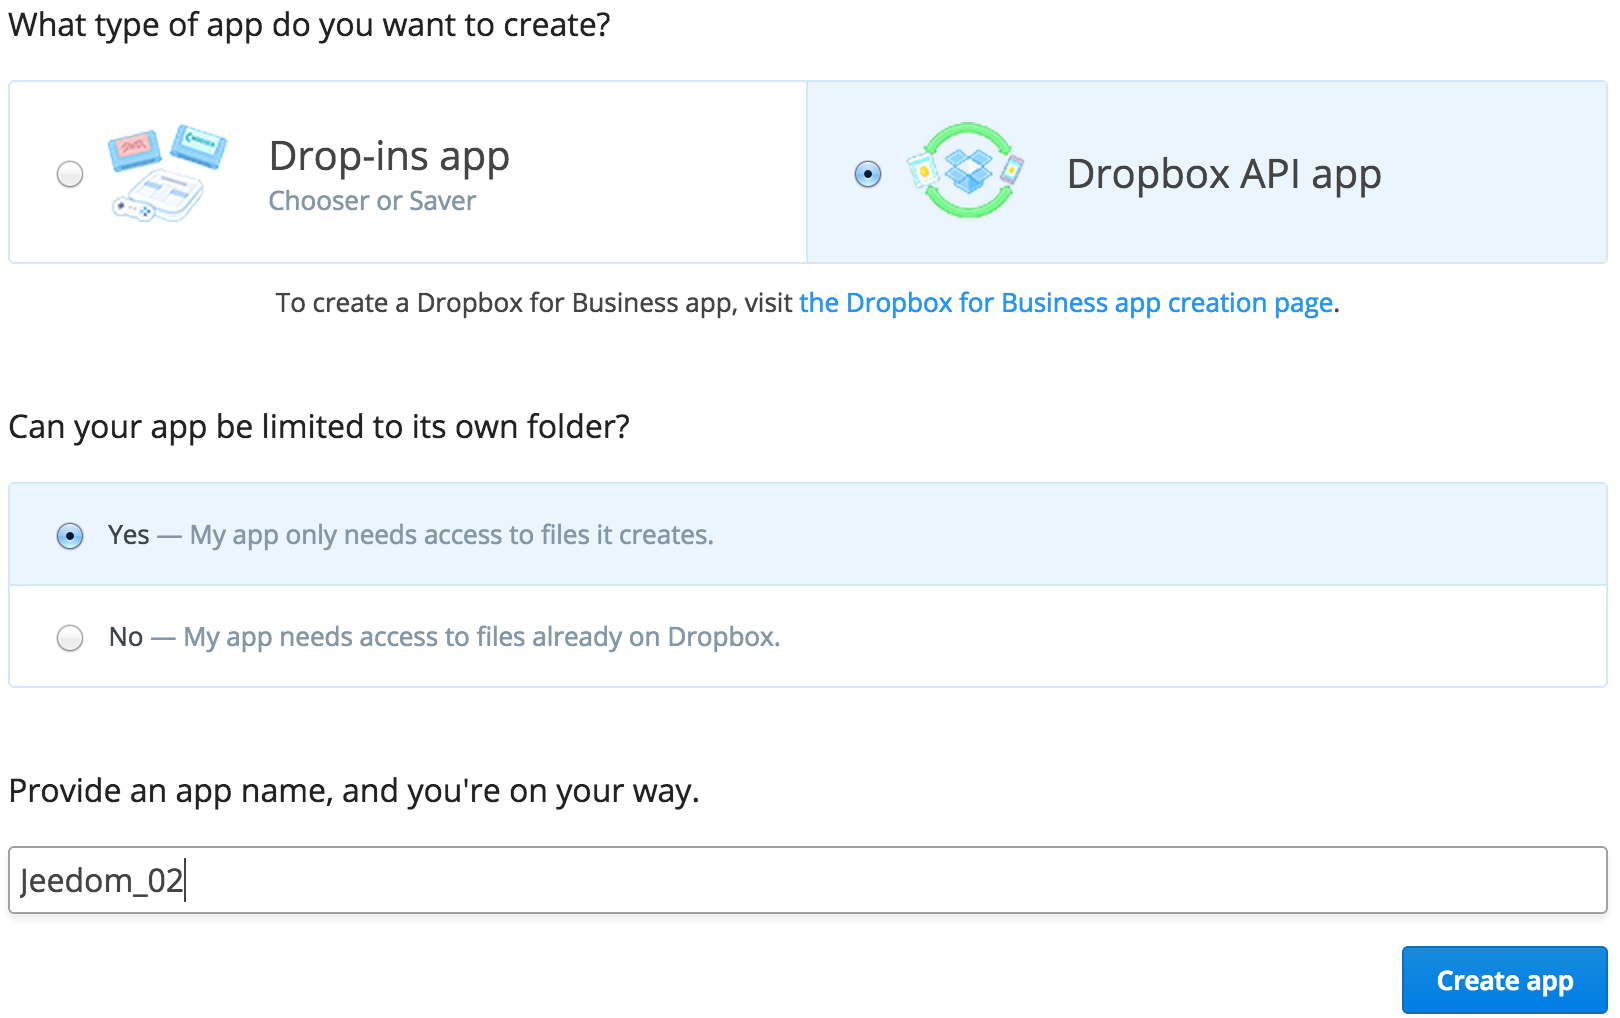 What type of app do you want to create?
Drop-ins app
Chooser or Saver
Dropbox API app
To create a Dropbox for Business app, visit the Dropbox for Business app creation page.
Can your app be limited to its own folder?
Yes — My app only needs access to files it creates.
No — My app needs access to files already on Dropbox.
Provide an app name, and you're on your way.
Jeedom_02
Create app